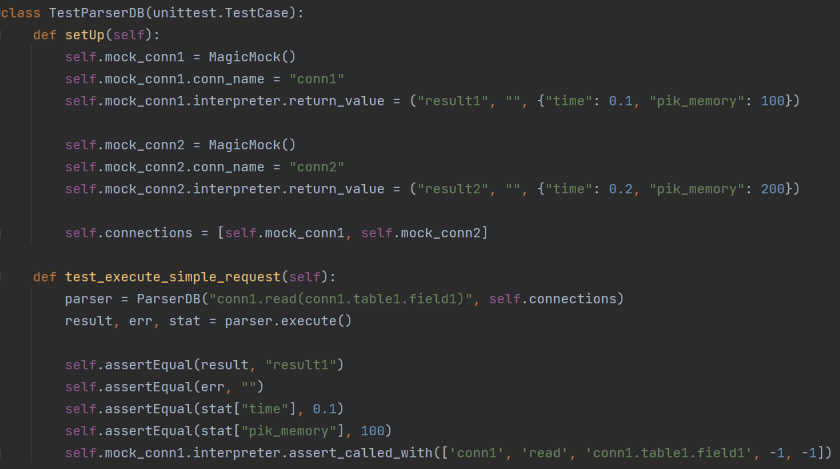 class TestParserDB(unittest.TestCase):
    def setUp(self):
        self.mock_conn1 = MagicMock()
        self.mock_conn1.conn_name = "conn1"
        self.mock_conn1.interpreter.return_value = ("result1", "", {"time": 0.1, "pik_memory": 100})

        self.mock_conn2 = MagicMock()
        self.mock_conn2.conn_name = "conn2"
        self.mock_conn2.interpreter.return_value = ("result2", "", {"time": 0.2, "pik_memory": 200})

        self.connections = [self.mock_conn1, self.mock_conn2]

    def test_execute_simple_request(self):
        parser = ParserDB("conn1.read(conn1.table1.field1)", self.connections)
        result, err, stat = parser.execute()

        self.assertEqual(result, "result1")
        self.assertEqual(err, "")
        self.assertEqual(stat["time"], 0.1)
        self.assertEqual(stat["pik_memory"], 100)
        self.mock_conn1.interpreter.assert_called_with(['conn1', 'read', 'conn1.table1.field1', -1, -1])